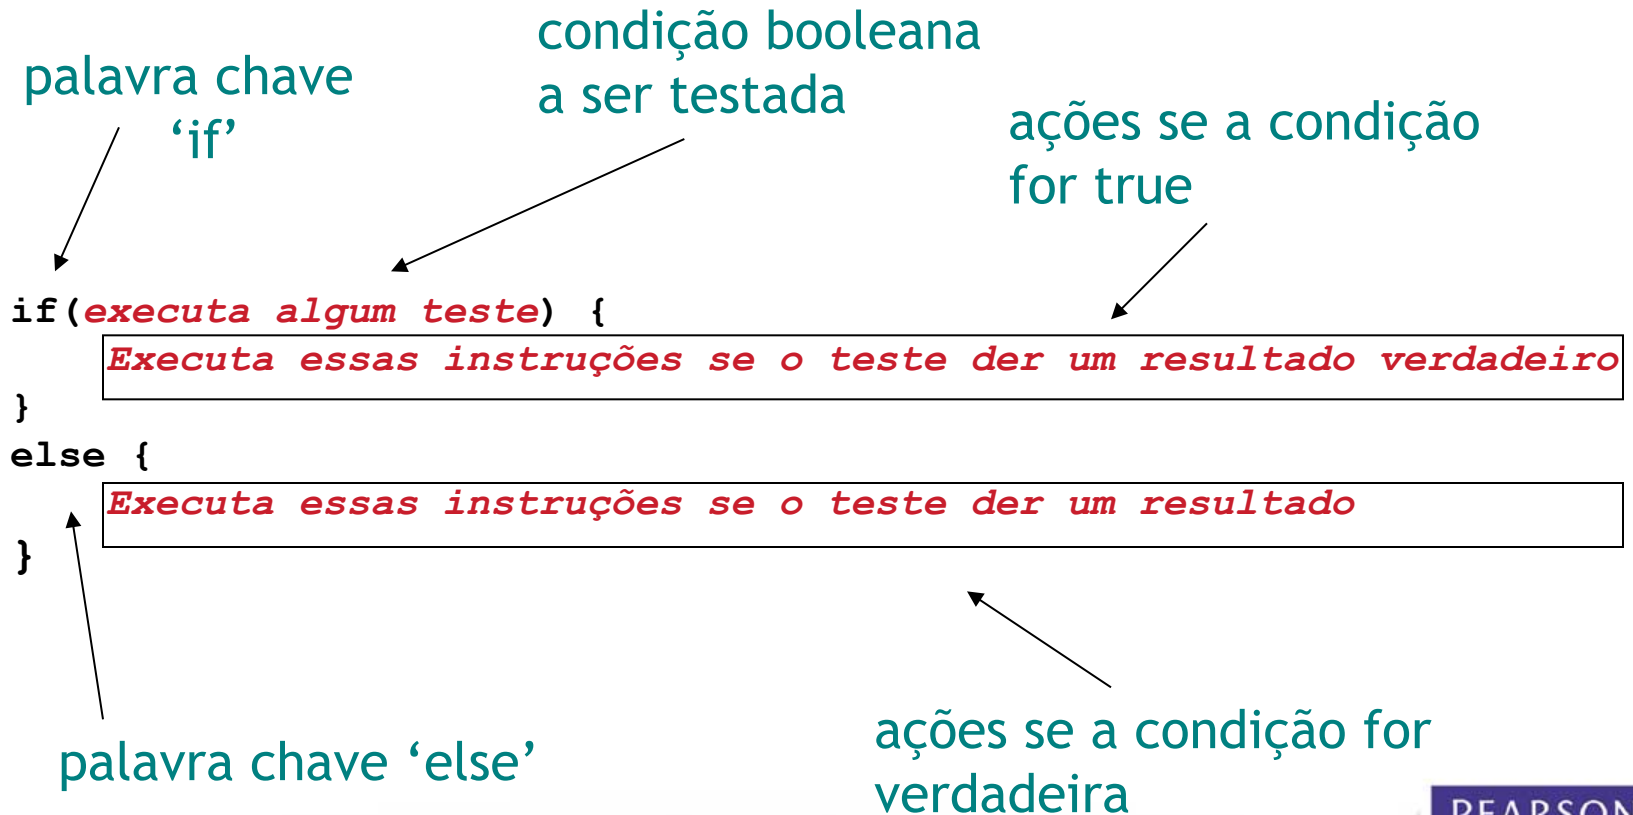 palavra chave
‘if’
condição booleana
a ser testada
ações se a condição
for true
if(executa algum teste) {
Executa essas instruções se o teste der um resultado verdadeiro
}
else {
Executa essas instruções se o teste der um resultado
}
palavra chave ‘else’
ações se a condição for
verdadeira
PEARSON